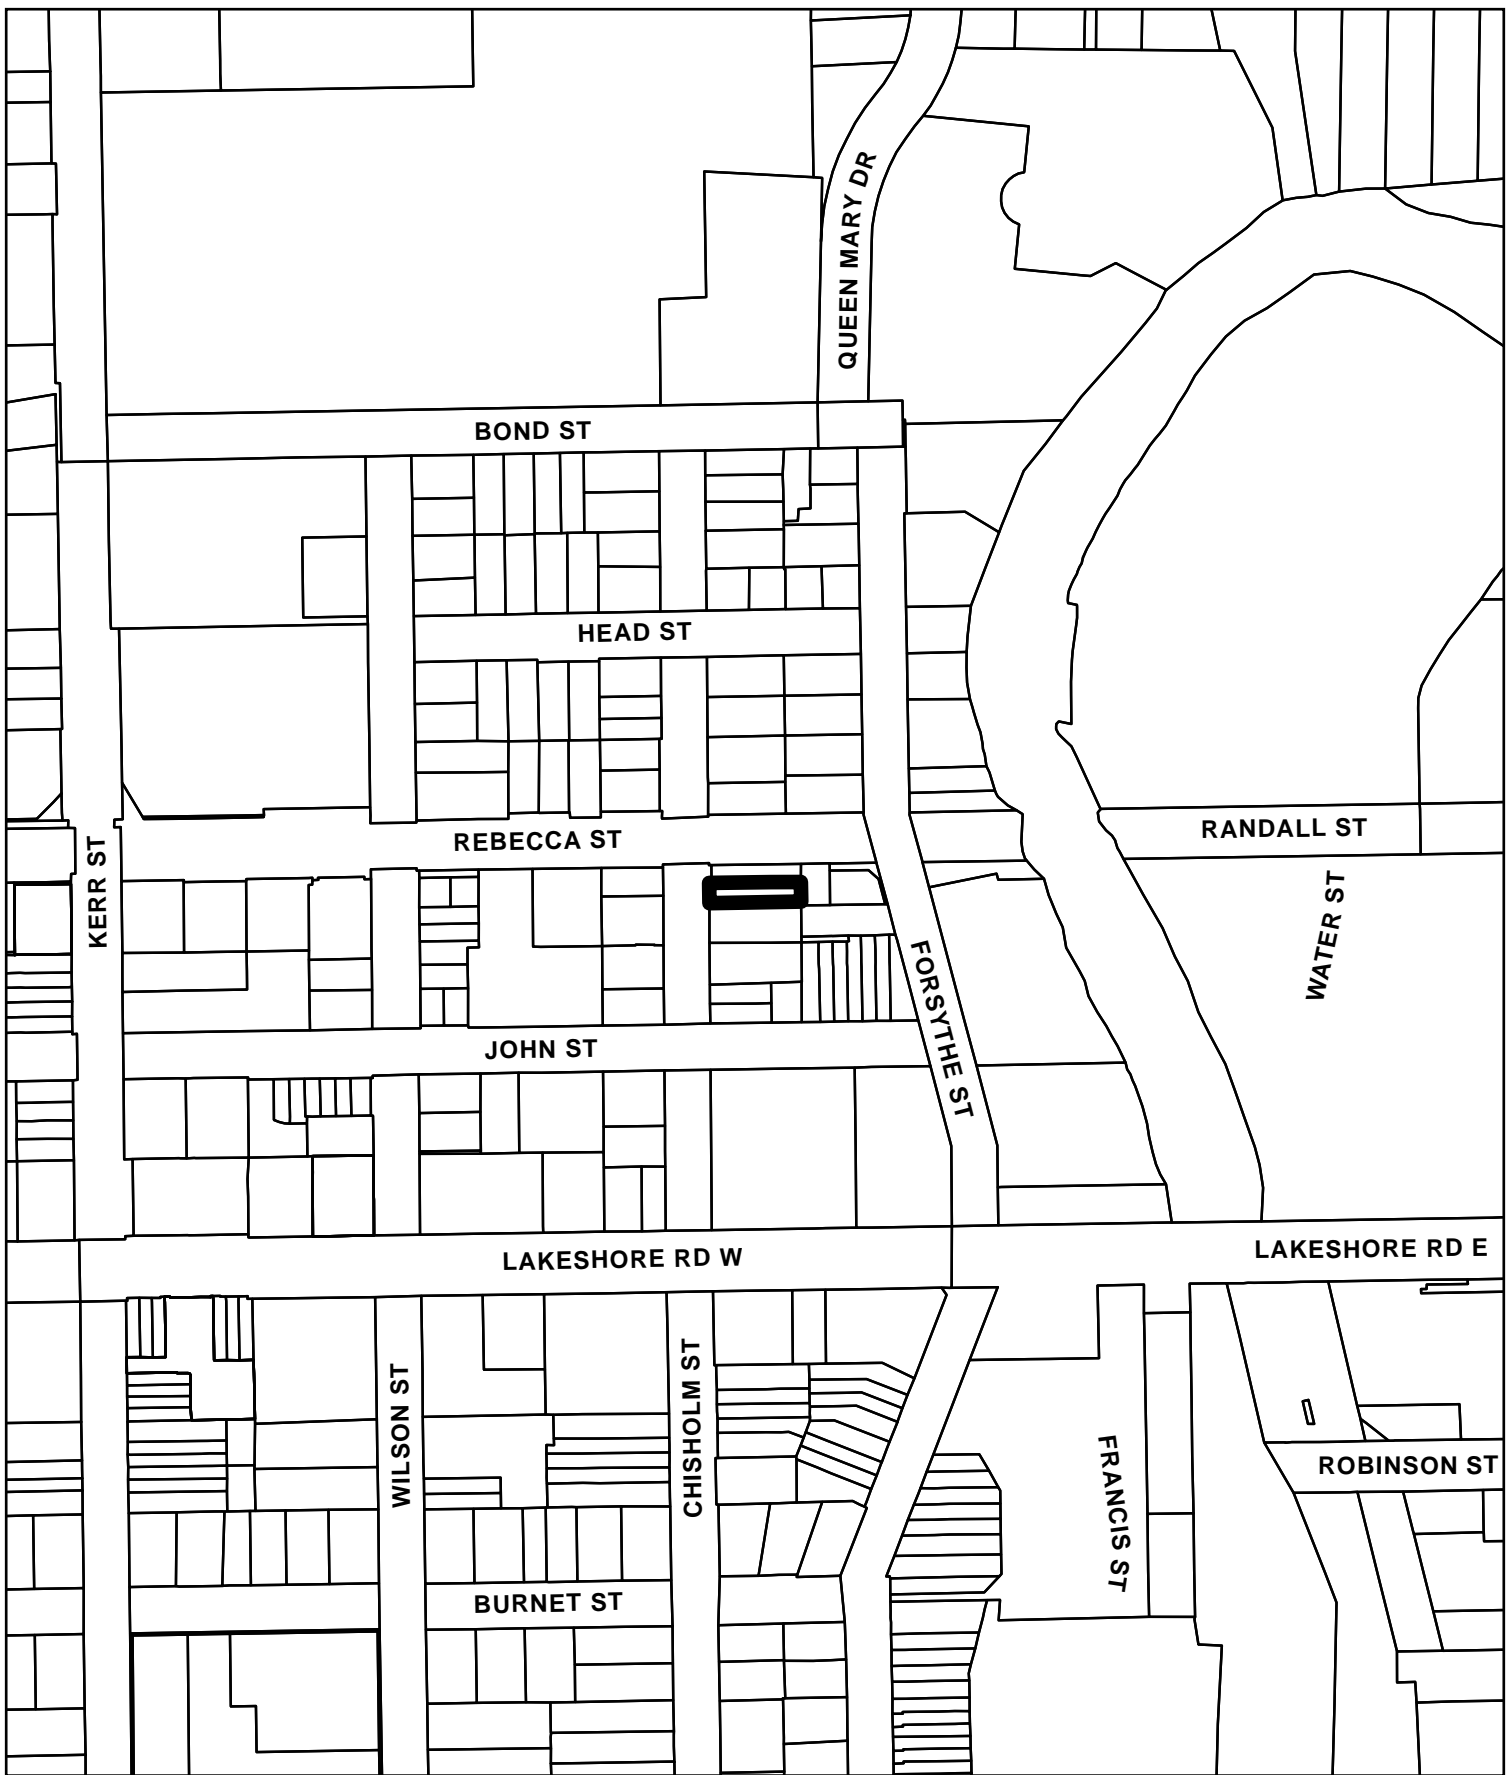 QUEEN MARY DR
BOND ST
HEAD ST
REBECCA ST
RANDALL ST
KERR ST
WATER ST
FORSYTHE ST
JOHN ST
LAKESHORE RD W
LAKESHORE RD E
WILSON ST
CHISHOLM ST
FRANCIS ST
ROBINSON ST
BURNET ST